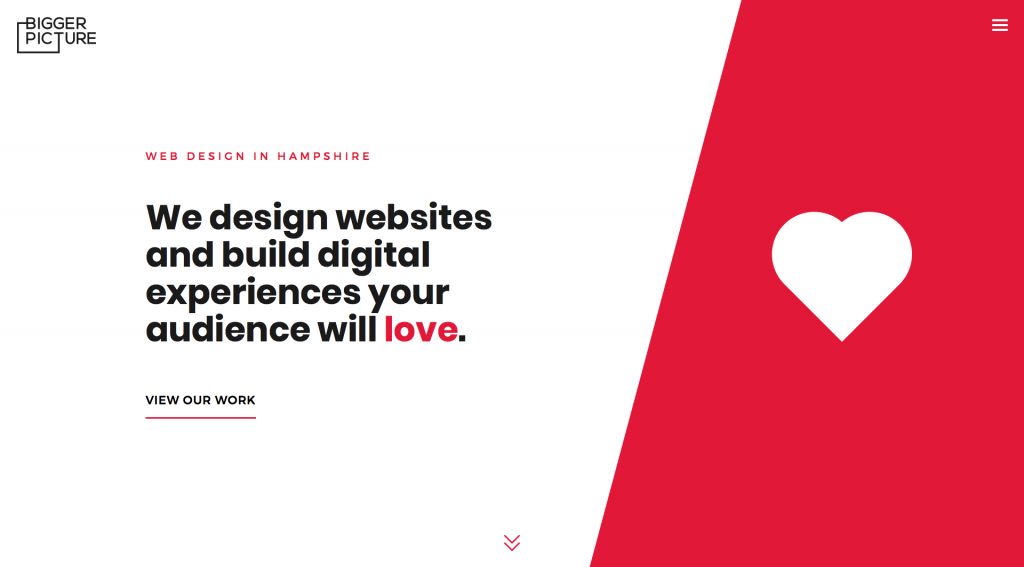 BIGGER
PICTURE
WEB DESIGN IN HAMPSHIRE
We design websites
and build digital
experiences your
audience will love.
VIEW OUR WORK